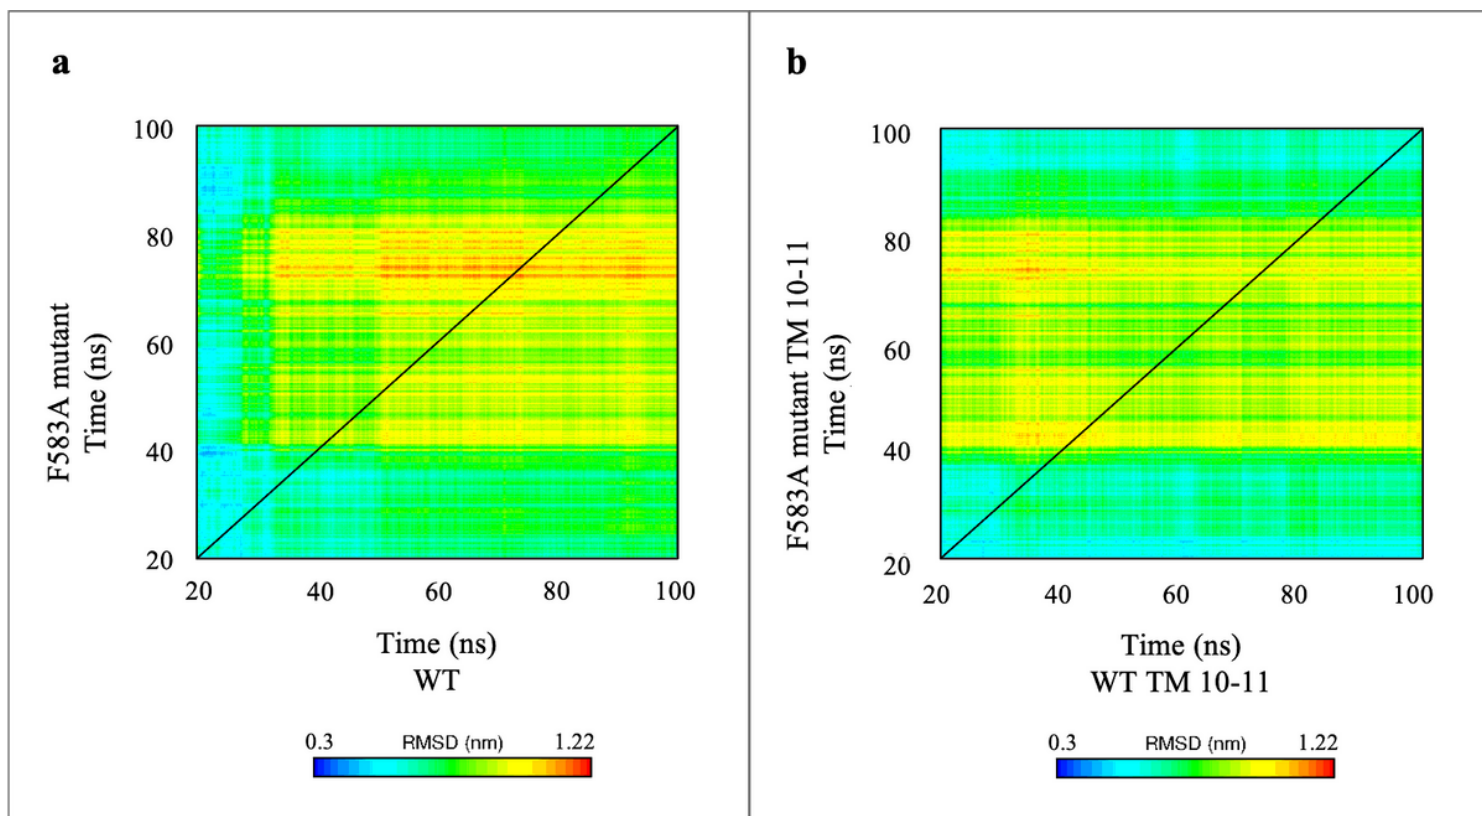 a
F583A mutant
Time (ns)
100
80
60
40
20
20 40 60 80 100
Time (ns)
WT
0.3 RMSD (nm) 1.22
b
F583A mutant TM 10-11
Time (ns)
100
80
60
40
20
20 40 60 80 100
Time (ns)
WT TM 10-11
0.3 RMSD (nm) 1.22